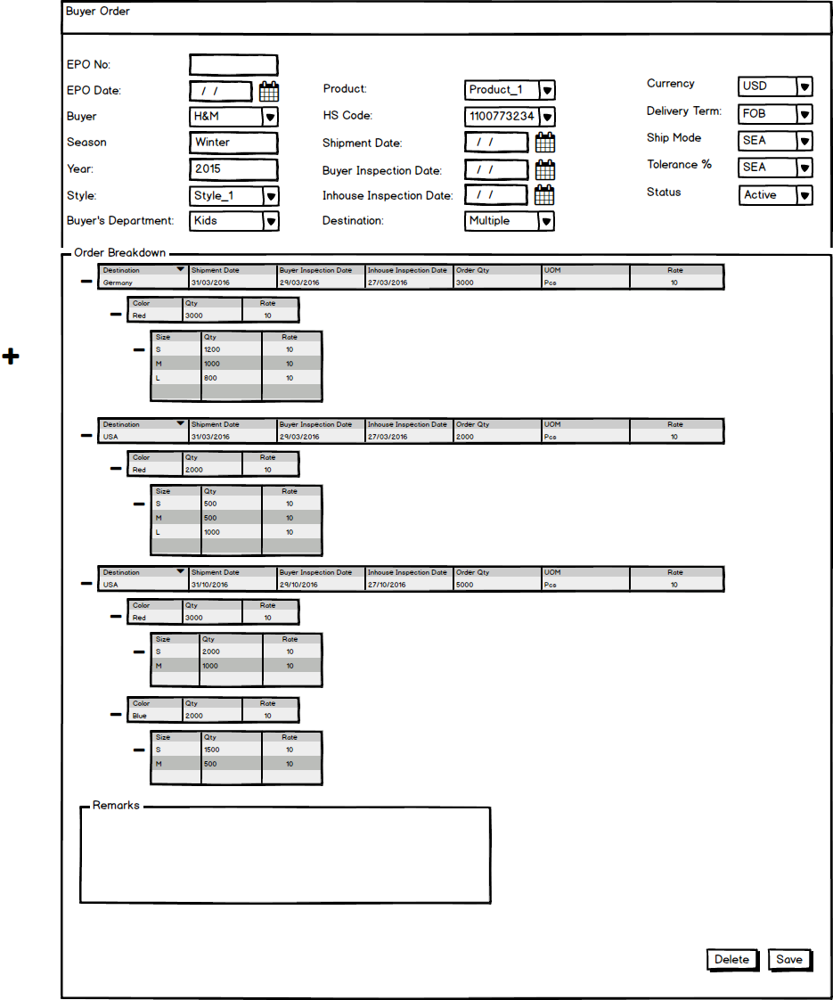 Buyer Order
EPO No:
EPO Date: / /
Buyer H&M
Season Winter
Year: 2015
Style: Style_1
Buyer's Department: Kids
Product: Product_1
HS Code: 1100773234
Shipment Date: / /
Buyer Inspection Date: / /
Inhouse Inspection Date: / /
Destination: Multiple
Currency USD
Delivery Term: FOB
Ship Mode SEA
Tolerance % SEA
Status Active
Order Breakdown
Destination Shipment Date Buyer Inspection Date Inhouse Inspection Date Order Qty UOM Rate
Germany 31/03/2016 29/03/2016 27/03/2016 3000 Pcs 10
Color Qty Rate
Red 3000 10
Size Qty Rate
S 1200 10
M 1000 10
L 800 10
Destination Shipment Date Buyer Inspection Date Inhouse Inspection Date Order Qty UOM Rate
USA 31/03/2016 29/03/2016 27/03/2016 2000 Pcs 10
Color Qty Rate
Red 2000 10
Size Qty Rate
S 500 10
M 500 10
L 1000 10
Destination Shipment Date Buyer Inspection Date Inhouse Inspection Date Order Qty UOM Rate
USA 31/10/2016 29/10/2016 27/10/2016 5000 Pcs 10
Color Qty Rate
Red 3000 10
Size Qty Rate
S 2000 10
M 1000 10
Color Qty Rate
Blue 2000 10
Size Qty Rate
S 1500 10
M 500 10
Remarks
Delete Save